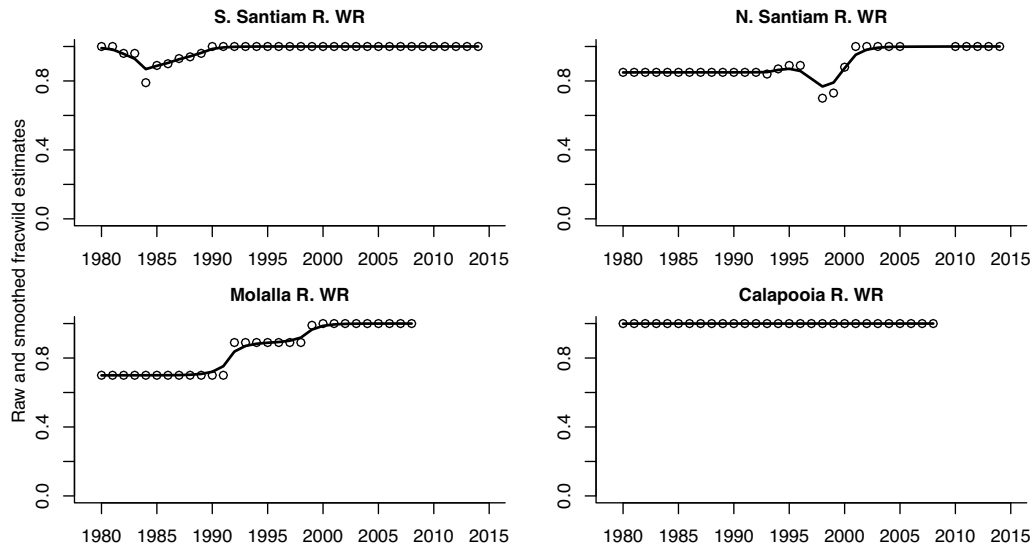 S. Santiam R. WR
N. Santiam R. WR
Raw and smoothed fracwild estimates
0.0 0.4 0.8
1980 1985 1990 1995 2000 2005 2010 2015
0.0 0.4 0.8
1980 1985 1990 1995 2000 2005 2010 2015
Molalla R. WR
Calapooia R. WR
0.0 0.4 0.8
1980 1985 1990 1995 2000 2005 2010 2015
0.0 0.4 0.8
1980 1985 1990 1995 2000 2005 2010 2015